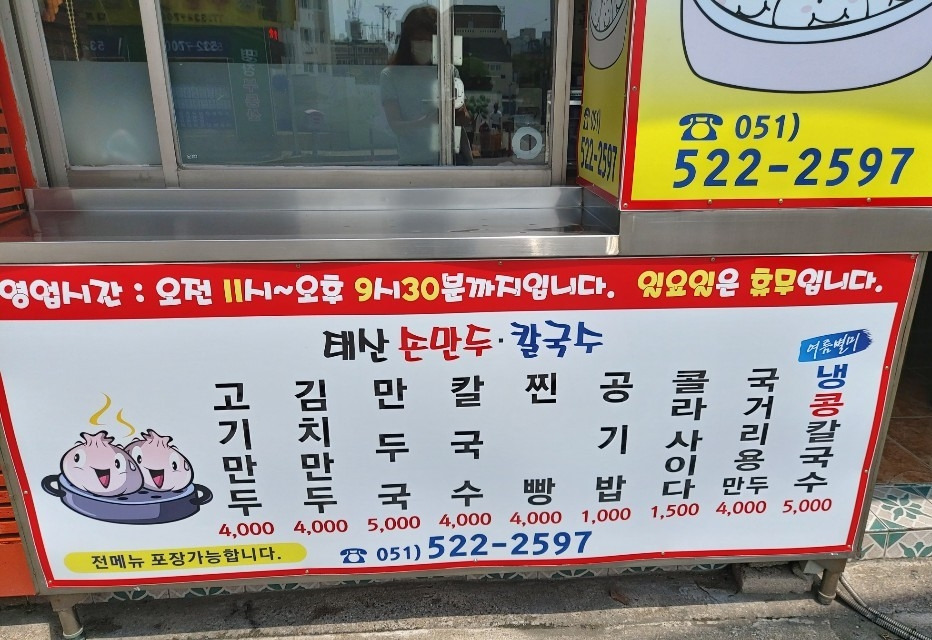 051)
522-2597
051)
522-2597
영업시간 : 오전 11시~오후 9시30분까지입니다. 일요일은 휴무입니다.
태산 손만두·칼국수
여름별미
고기만두 4,000
김치만두 4,000
만두국 5,000
칼국수 4,000
찐빵 4,000
공기밥 1,000
콜라사이다 1,500
국거리용만두 4,000
냉콩칼국수 5,000
전메뉴 포장가능합니다.
051) 522-2597